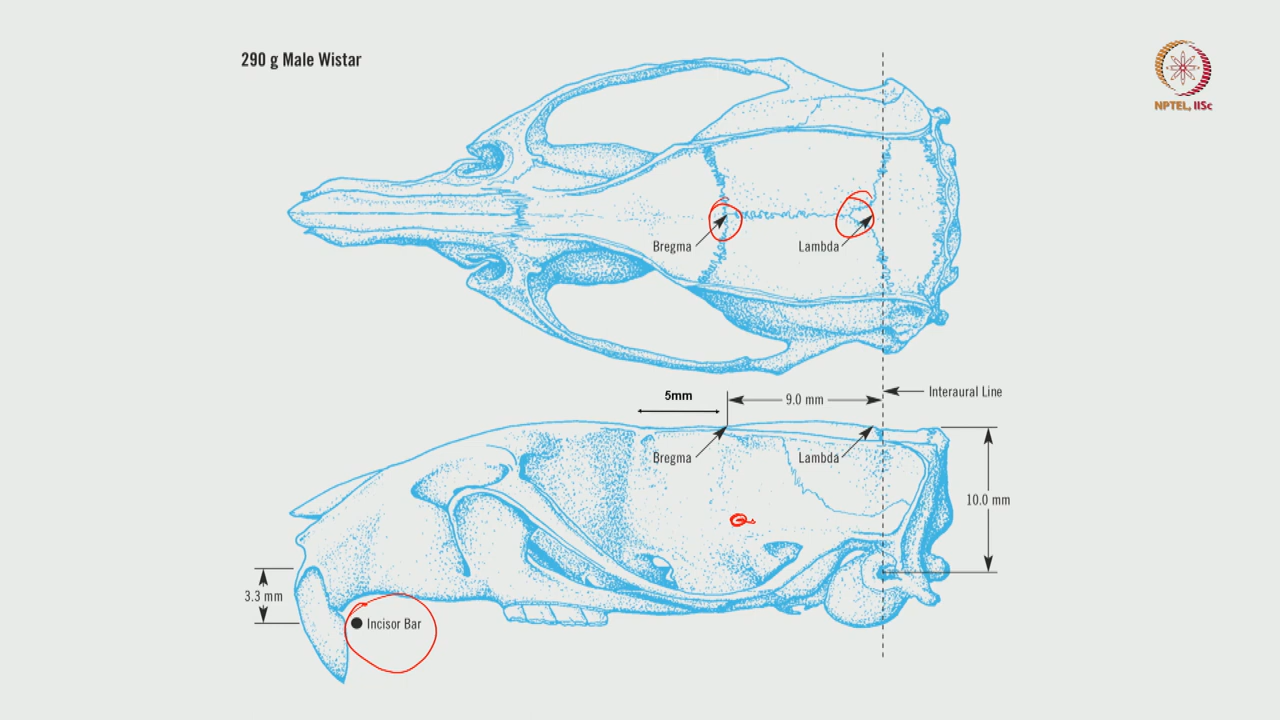 290 g Male Wistar
NPTEL, IISc
Bregma
Lambda
5mm
9.0 mm
Interaural Line
Bregma
Lambda
10.0 mm
3.3 mm
Incisor Bar